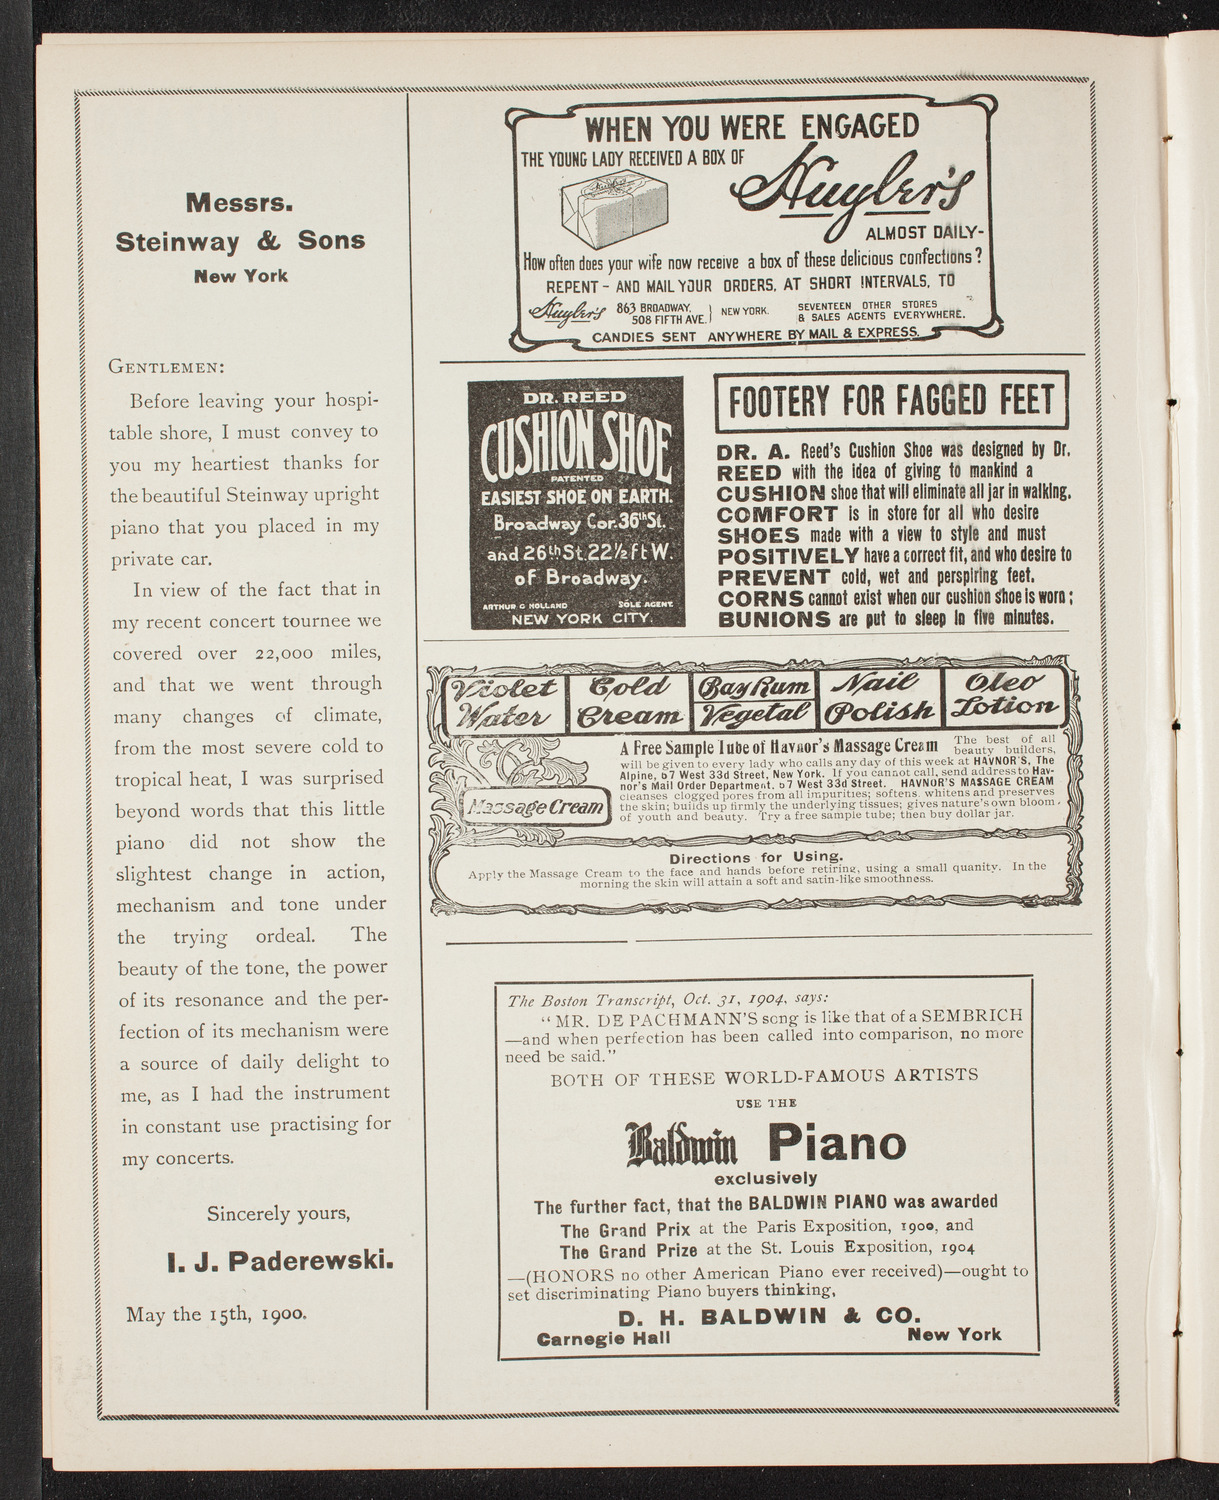 Messrs.
Steinway & Sons
New York
GENTLEMEN:
Before leaving your hospi-
table shore, I must convey to
you my heartiest thanks for
the beautiful Steinway upright
piano that you placed in my
private car.
In view of the fact that in
my recent concert tournee we
covered over 22,000 miles,
and that we went through
many changes of climate,
from the most severe cold to
tropical heat, I was surprised
beyond words that this little
piano did not show the
slightest change in action,
mechanism and tone under
the trying ordeal. The
beauty of the tone, the power
of its resonance and the per-
fection of its mechanism were
a source of daily delight to
me, as I had the instrument
in constant use practising for
my concerts.
Sincerely yours,
I. J. Paderewski.
May the 15th, 1900.
WHEN YOU WERE ENGAGED
THE YOUNG LADY RECEIVED A BOX OF
Huyler's
Huyler's
ALMOST DAILY-
How often does your wife now receive a box of these delicious confections?
REPENT - AND MAIL YOUR ORDERS, AT SHORT INTERVALS, TO
Huyler's 863 BROADWAY, 508 FIFTH AVE. } NEW YORK. SEVENTEEN OTHER STORES
& SALES AGENTS EVERYWHERE.
CANDIES SENT ANYWHERE BY MAIL & EXPRESS.
DR. REED
CUSHION SHOE
PATENTED
EASIEST SHOE ON EARTH.
Broadway Cor. 36th St.
and 26th St. 22½ ft W.
of Broadway.
ARTHUR G HOLLAND SOLE AGENT.
NEW YORK CITY.
FOOTERY FOR FAGGED FEET
DR. A. Reed's Cushion Shoe was designed by Dr.
REED with the idea of giving to mankind a
CUSHION shoe that will eliminate all jar in walking.
COMFORT is in store for all who desire
SHOES made with a view to style and must
POSITIVELY have a correct fit, and who desire to
PREVENT cold, wet and perspiring feet.
CORNS cannot exist when our cushion shoe is worn;
BUNIONS are put to sleep in five minutes.
Violet Water
Cold Cream
Bay Rum
Vegetal
Nail Polish
Oleo Lotion
Massage Cream
A Free Sample Tube of Havnor's Massage Cream The best of all
beauty builders,
will be given to every lady who calls any day of this week at HAVNOR'S, The
Alpine, 57 West 33d Street, New York. If you cannot call, send address to Hav-
nor's Mail Order Department, 57 West 33d Street. HAVNOR'S MASSAGE CREAM
cleanses clogged pores from all impurities; softens, whitens and preserves
the skin; builds up firmly the underlying tissues; gives nature's own bloom
of youth and beauty. Try a free sample tube; then buy dollar jar.
Directions for Using.
Apply the Massage Cream to the face and hands before retiring, using a small quanity. In the
morning the skin will attain a soft and satin-like smoothness.
The Boston Transcript, Oct. 31, 1904, says:
"MR. DE PACHMANN'S song is like that of a SEMBRICH
—and when perfection has been called into comparison, no more
need be said."
BOTH OF THESE WORLD-FAMOUS ARTISTS
USE THE
Baldwin Piano
exclusively
The further fact, that the BALDWIN PIANO was awarded
The Grand Prix at the Paris Exposition, 1900, and
The Grand Prize at the St. Louis Exposition, 1904
—(HONORS no other American Piano ever received)—ought to
set discriminating Piano buyers thinking,
D. H. BALDWIN & CO.
Carnegie Hall New York